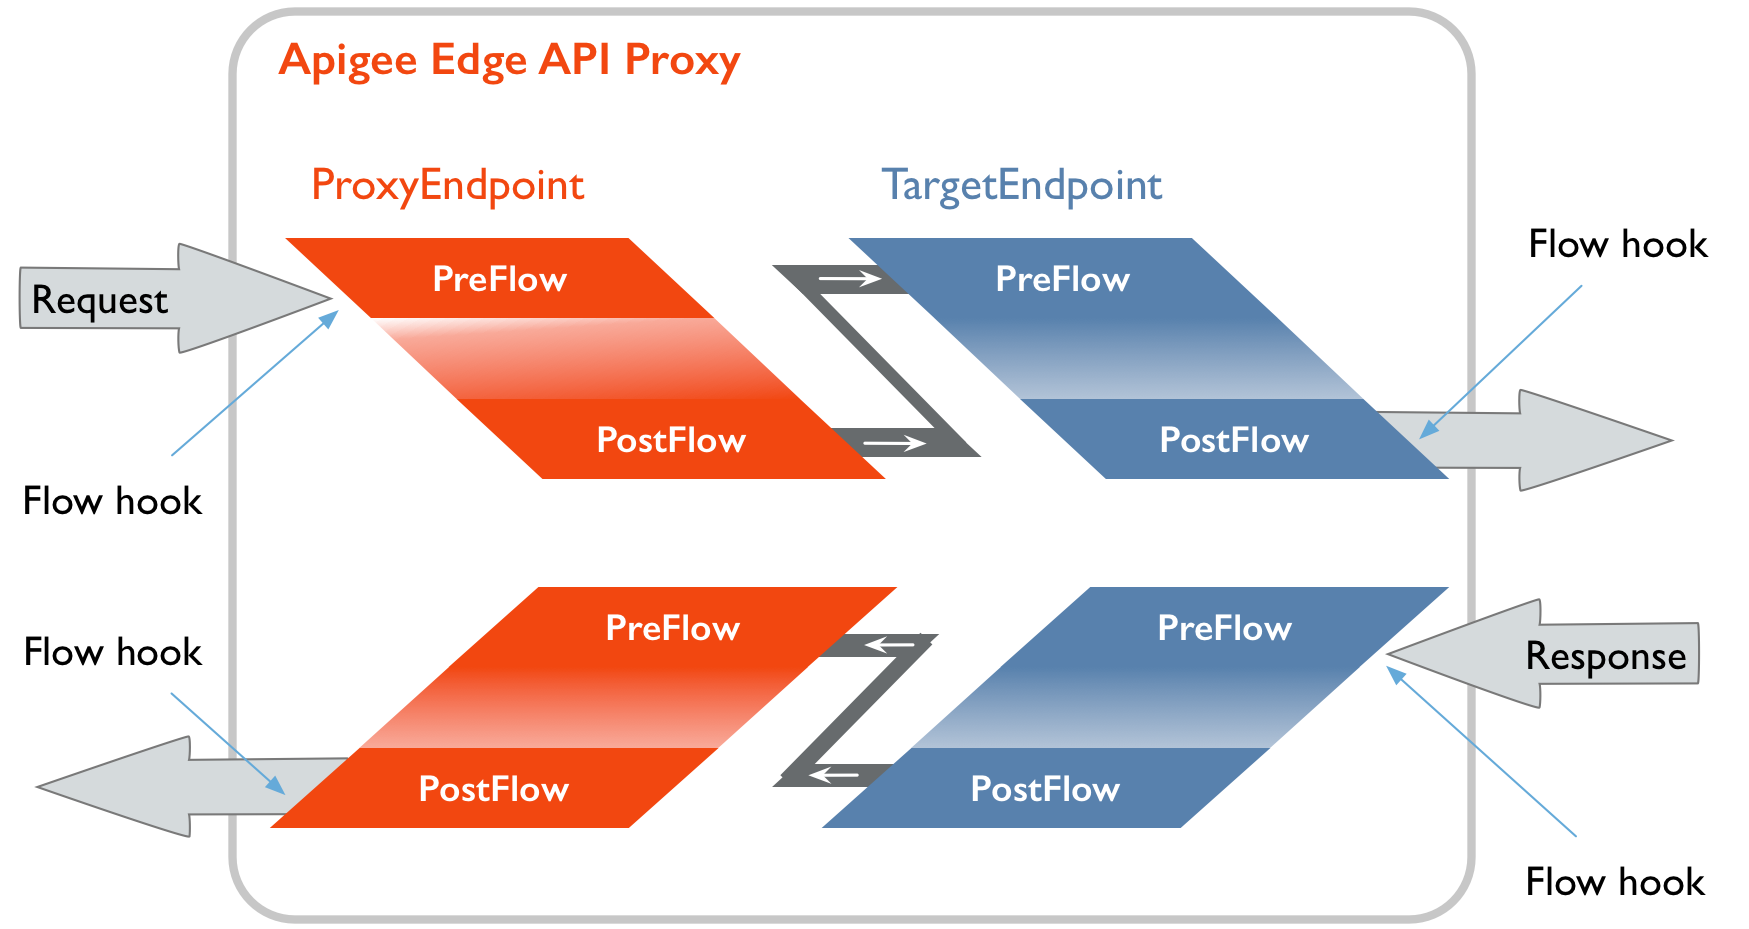 Apigee Edge API Proxy
ProxyEndpoint
TargetEndpoint
Flow hook
PreFlow
PreFlow
Request
PostFlow
PostFlow
Flow hook
PreFlow
PreFlow
Flow hook
Response
PostFlow
PostFlow
Flow hook